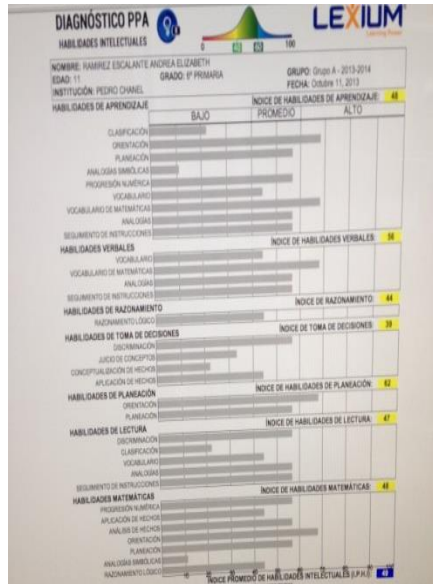 DIAGNÓSTICO PPA
HABILIDADES INTELECTUALES
LEXIUM
Learning Power
0 40 60 100
NOMBRE: RAMIREZ ESCALANTE ANDREA ELIZABETH
EDAD: 11 GRADO: 6º PRIMARIA GRUPO: Grupo A - 2013-2014
INSTITUCIÓN: PEDRO CHANEL FECHA: Octubre 11, 2013
HABILIDADES DE APRENDIZAJE ÍNDICE DE HABILIDADES DE APRENDIZAJE: 48
BAJO PROMEDIO ALTO
CLASIFICACIÓN
ORIENTACIÓN
PLANEACIÓN
ANALOGÍAS SIMBÓLICAS
PROGRESIÓN NUMÉRICA
VOCABULARIO
VOCABULARIO DE MATEMÁTICAS
ANALOGÍAS
SEGUIMIENTO DE INSTRUCCIONES
HABILIDADES VERBALES ÍNDICE DE HABILIDADES VERBALES: 56
VOCABULARIO
VOCABULARIO DE MATEMÁTICAS
ANALOGÍAS
SEGUIMIENTO DE INSTRUCCIONES
HABILIDADES DE RAZONAMIENTO ÍNDICE DE RAZONAMIENTO: 44
RAZONAMIENTO LÓGICO
HABILIDADES DE TOMA DE DECISIONES ÍNDICE DE TOMA DE DECISIONES: 39
DISCRIMINACIÓN
JUICIO DE CONCEPTOS
CONCEPTUALIZACIÓN DE HECHOS
APLICACIÓN DE HECHOS
HABILIDADES DE PLANEACIÓN ÍNDICE DE HABILIDADES DE PLANEACIÓN: 62
ORIENTACIÓN
PLANEACIÓN
HABILIDADES DE LECTURA ÍNDICE DE HABILIDADES DE LECTURA: 47
DISCRIMINACIÓN
CLASIFICACIÓN
VOCABULARIO
ANALOGÍAS
SEGUIMIENTO DE INSTRUCCIONES
HABILIDADES MATEMÁTICAS ÍNDICE DE HABILIDADES MATEMÁTICAS: 48
PROGRESIÓN NUMÉRICA
APLICACIÓN DE HECHOS
ANÁLISIS DE HECHOS
ORIENTACIÓN
PLANEACIÓN
ANALOGÍAS SIMBÓLICAS
RAZONAMIENTO LÓGICO
ÍNDICE PROMEDIO DE HABILIDADES INTELECTUALES (I.P.H.)